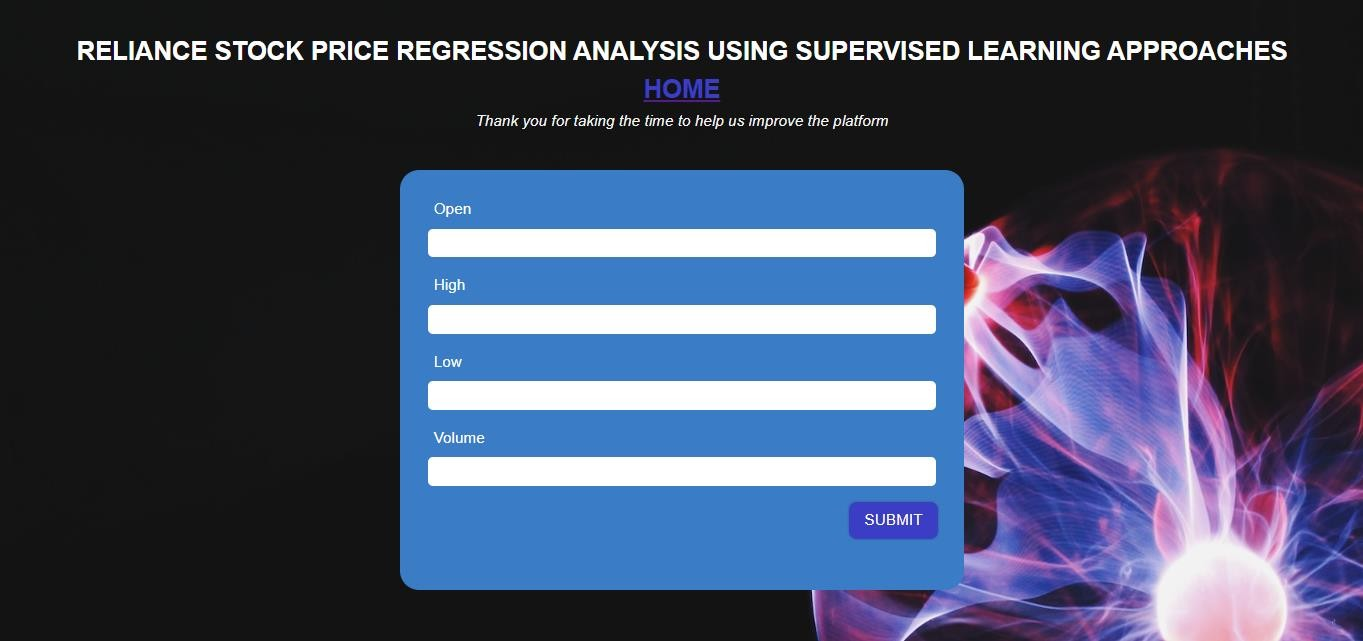 RELIANCE STOCK PRICE REGRESSION ANALYSIS USING SUPERVISED LEARNING APPROACHES
HOME
Thank you for taking the time to help us improve the platform
Open
High
Low
Volume
SUBMIT